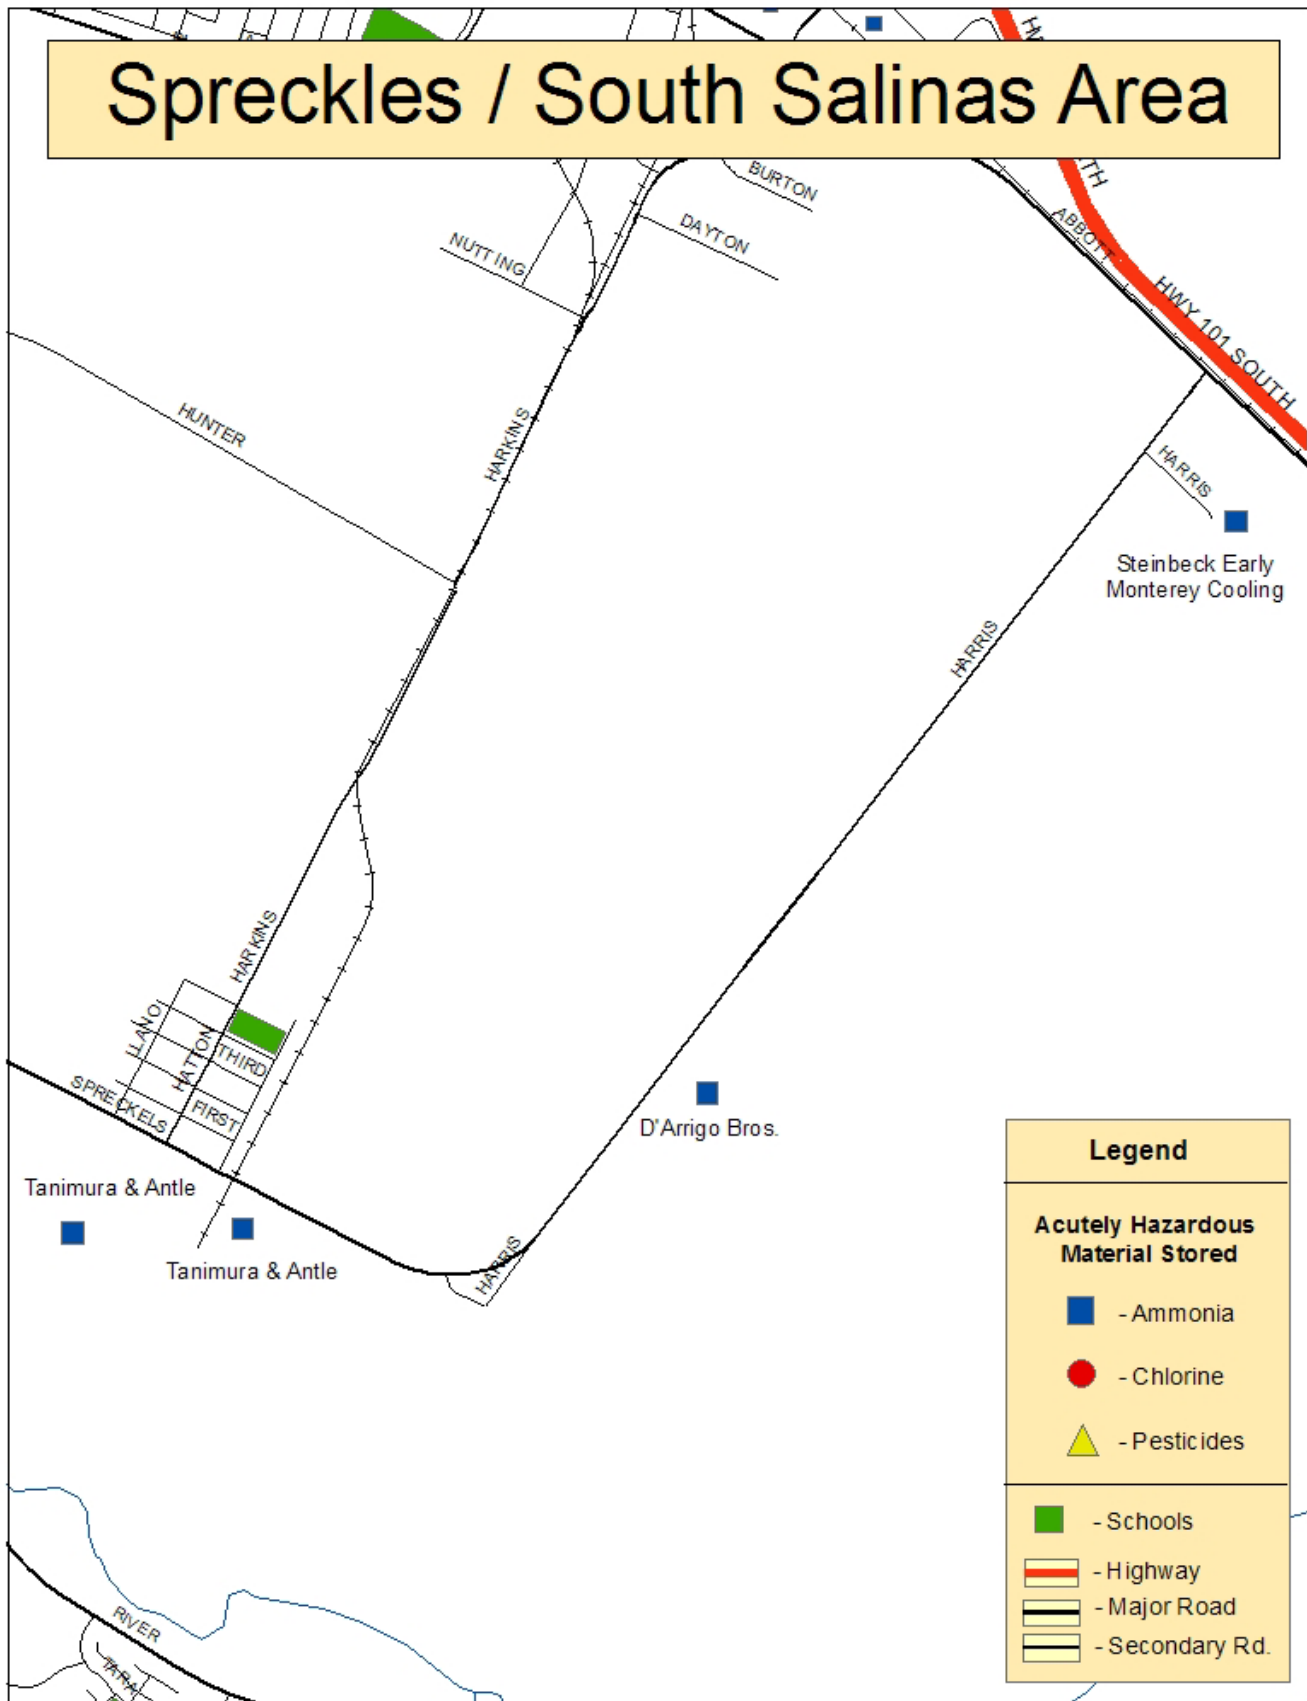 Spreckles / South Salinas Area
BURTON
DAYTON
NUTTING
ABBOTT
HWY 101 SOUTH
HUNTER
HARKINS
HARRIS
Steinbeck Early
Monterey Cooling
HARRIS
HARKINS
LLANO
HATTON
THIRD
FIRST
SPRECKELS
D'Arrigo Bros.
Tanimura & Antle
Tanimura & Antle
HARRIS
RIVER
TARA
Legend
Acutely Hazardous
Material Stored
- Ammonia
- Chlorine
- Pesticides
- Schools
- Highway
- Major Road
- Secondary Rd.